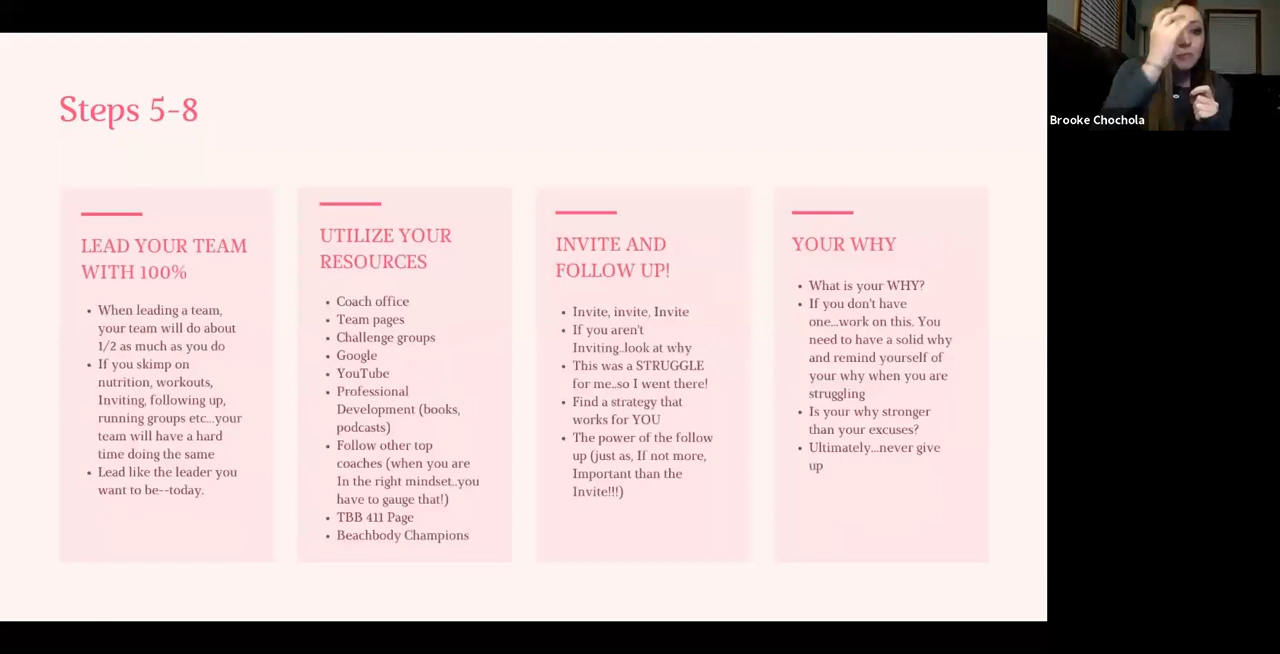 Steps 5-8
LEAD YOUR TEAM
WITH 100%
When leading a team,
your team will do about
1/2 as much as you do
If you skimp on
nutrition, workouts,
Inviting, following up,
running groups etc...your
team will have a hard
time doing the same
Lead like the leader you
want to be--today.
UTILIZE YOUR
RESOURCES
Coach office
Team pages
Challenge groups
Google
YouTube
Professional
Development (books,
podcasts)
Follow other top
coaches (when you are
In the right mindset..you
have to gauge that!)
TBB 411 Page
Beachbody Champions
INVITE AND
FOLLOW UP!
Invite, invite, Invite
If you aren't
Inviting..look at why
This was a STRUGGLE
for me..so I went there!
Find a strategy that
works for YOU
The power of the follow
up (just as, If not more,
Important than the
Invite!!!)
YOUR WHY
What is your WHY?
If you don't have
one...work on this. You
need to have a solid why
and remind yourself of
your why when you are
struggling
Is your why stronger
than your excuses?
Ultimately...never give
up
Brooke Chochola